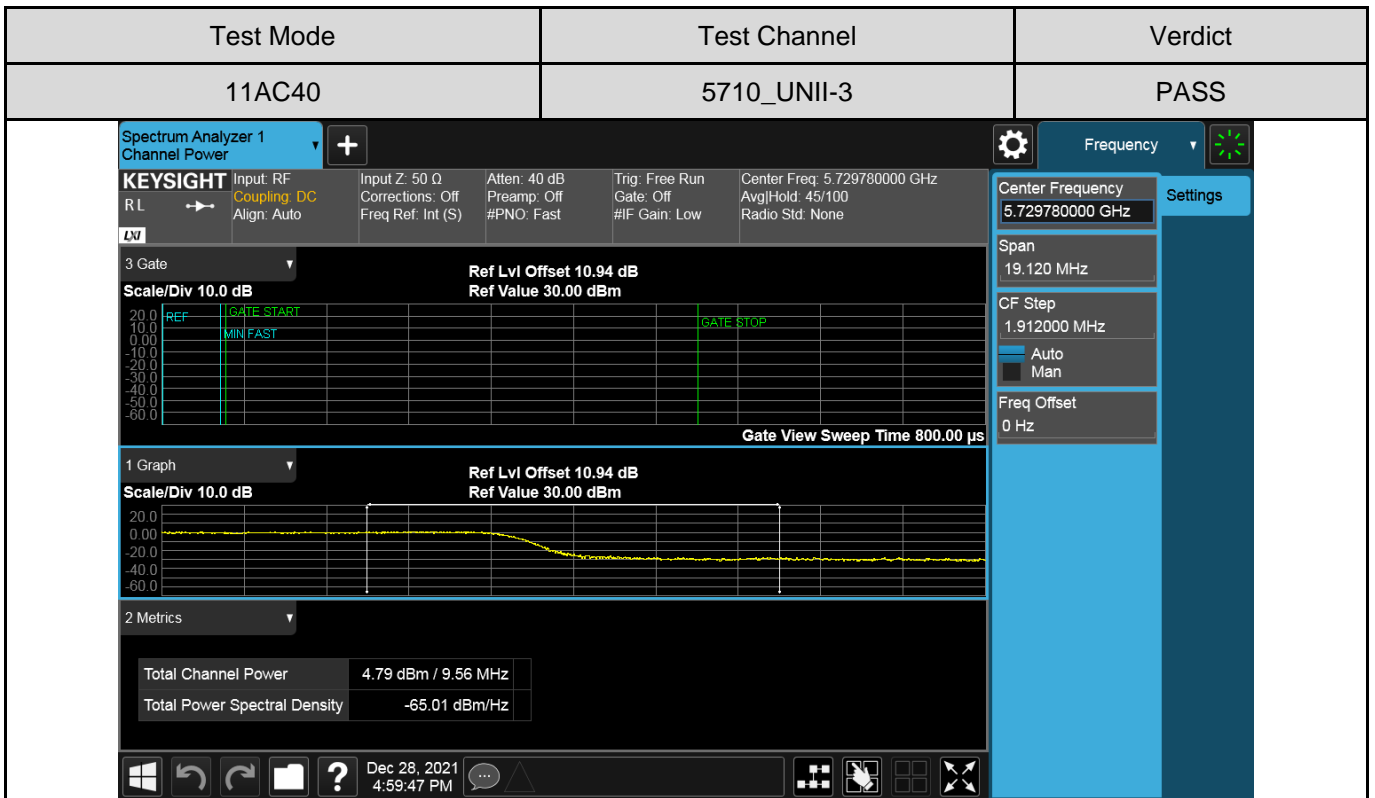 Test Mode Test Channel Verdict
11AC40 5710_UNII-3 PASS
Spectrum Analyzer 1
Channel Power
Frequency
KEYSIGHT Input: RF Input Z: 50 Ω Atten: 40 dB Trig: Free Run Center Freq: 5.729780000 GHz
RL Coupling: DC Corrections: Off Preamp: Off Gate: Off Avg|Hold: 45/100
Align: Auto Freq Ref: Int (S) #PNO: Fast #IF Gain: Low Radio Std: None
LXI
Center Frequency
5.729780000 GHz
Settings
Span
19.120 MHz
CF Step
1.912000 MHz
Auto
Man
Freq Offset
0 Hz
3 Gate
Ref Lvl Offset 10.94 dB
Scale/Div 10.0 dB Ref Value 30.00 dBm
20.0 REF GATE START
10.0 MIN FAST GATE STOP
0.00
-10.0
-20.0
-30.0
-40.0
-50.0
-60.0
Gate View Sweep Time 800.00 µs
1 Graph
Ref Lvl Offset 10.94 dB
Scale/Div 10.0 dB Ref Value 30.00 dBm
20.0
0.00
-20.0
-40.0
-60.0
2 Metrics
Total Channel Power 4.79 dBm / 9.56 MHz
Total Power Spectral Density -65.01 dBm/Hz
? Dec 28, 2021
4:59:47 PM